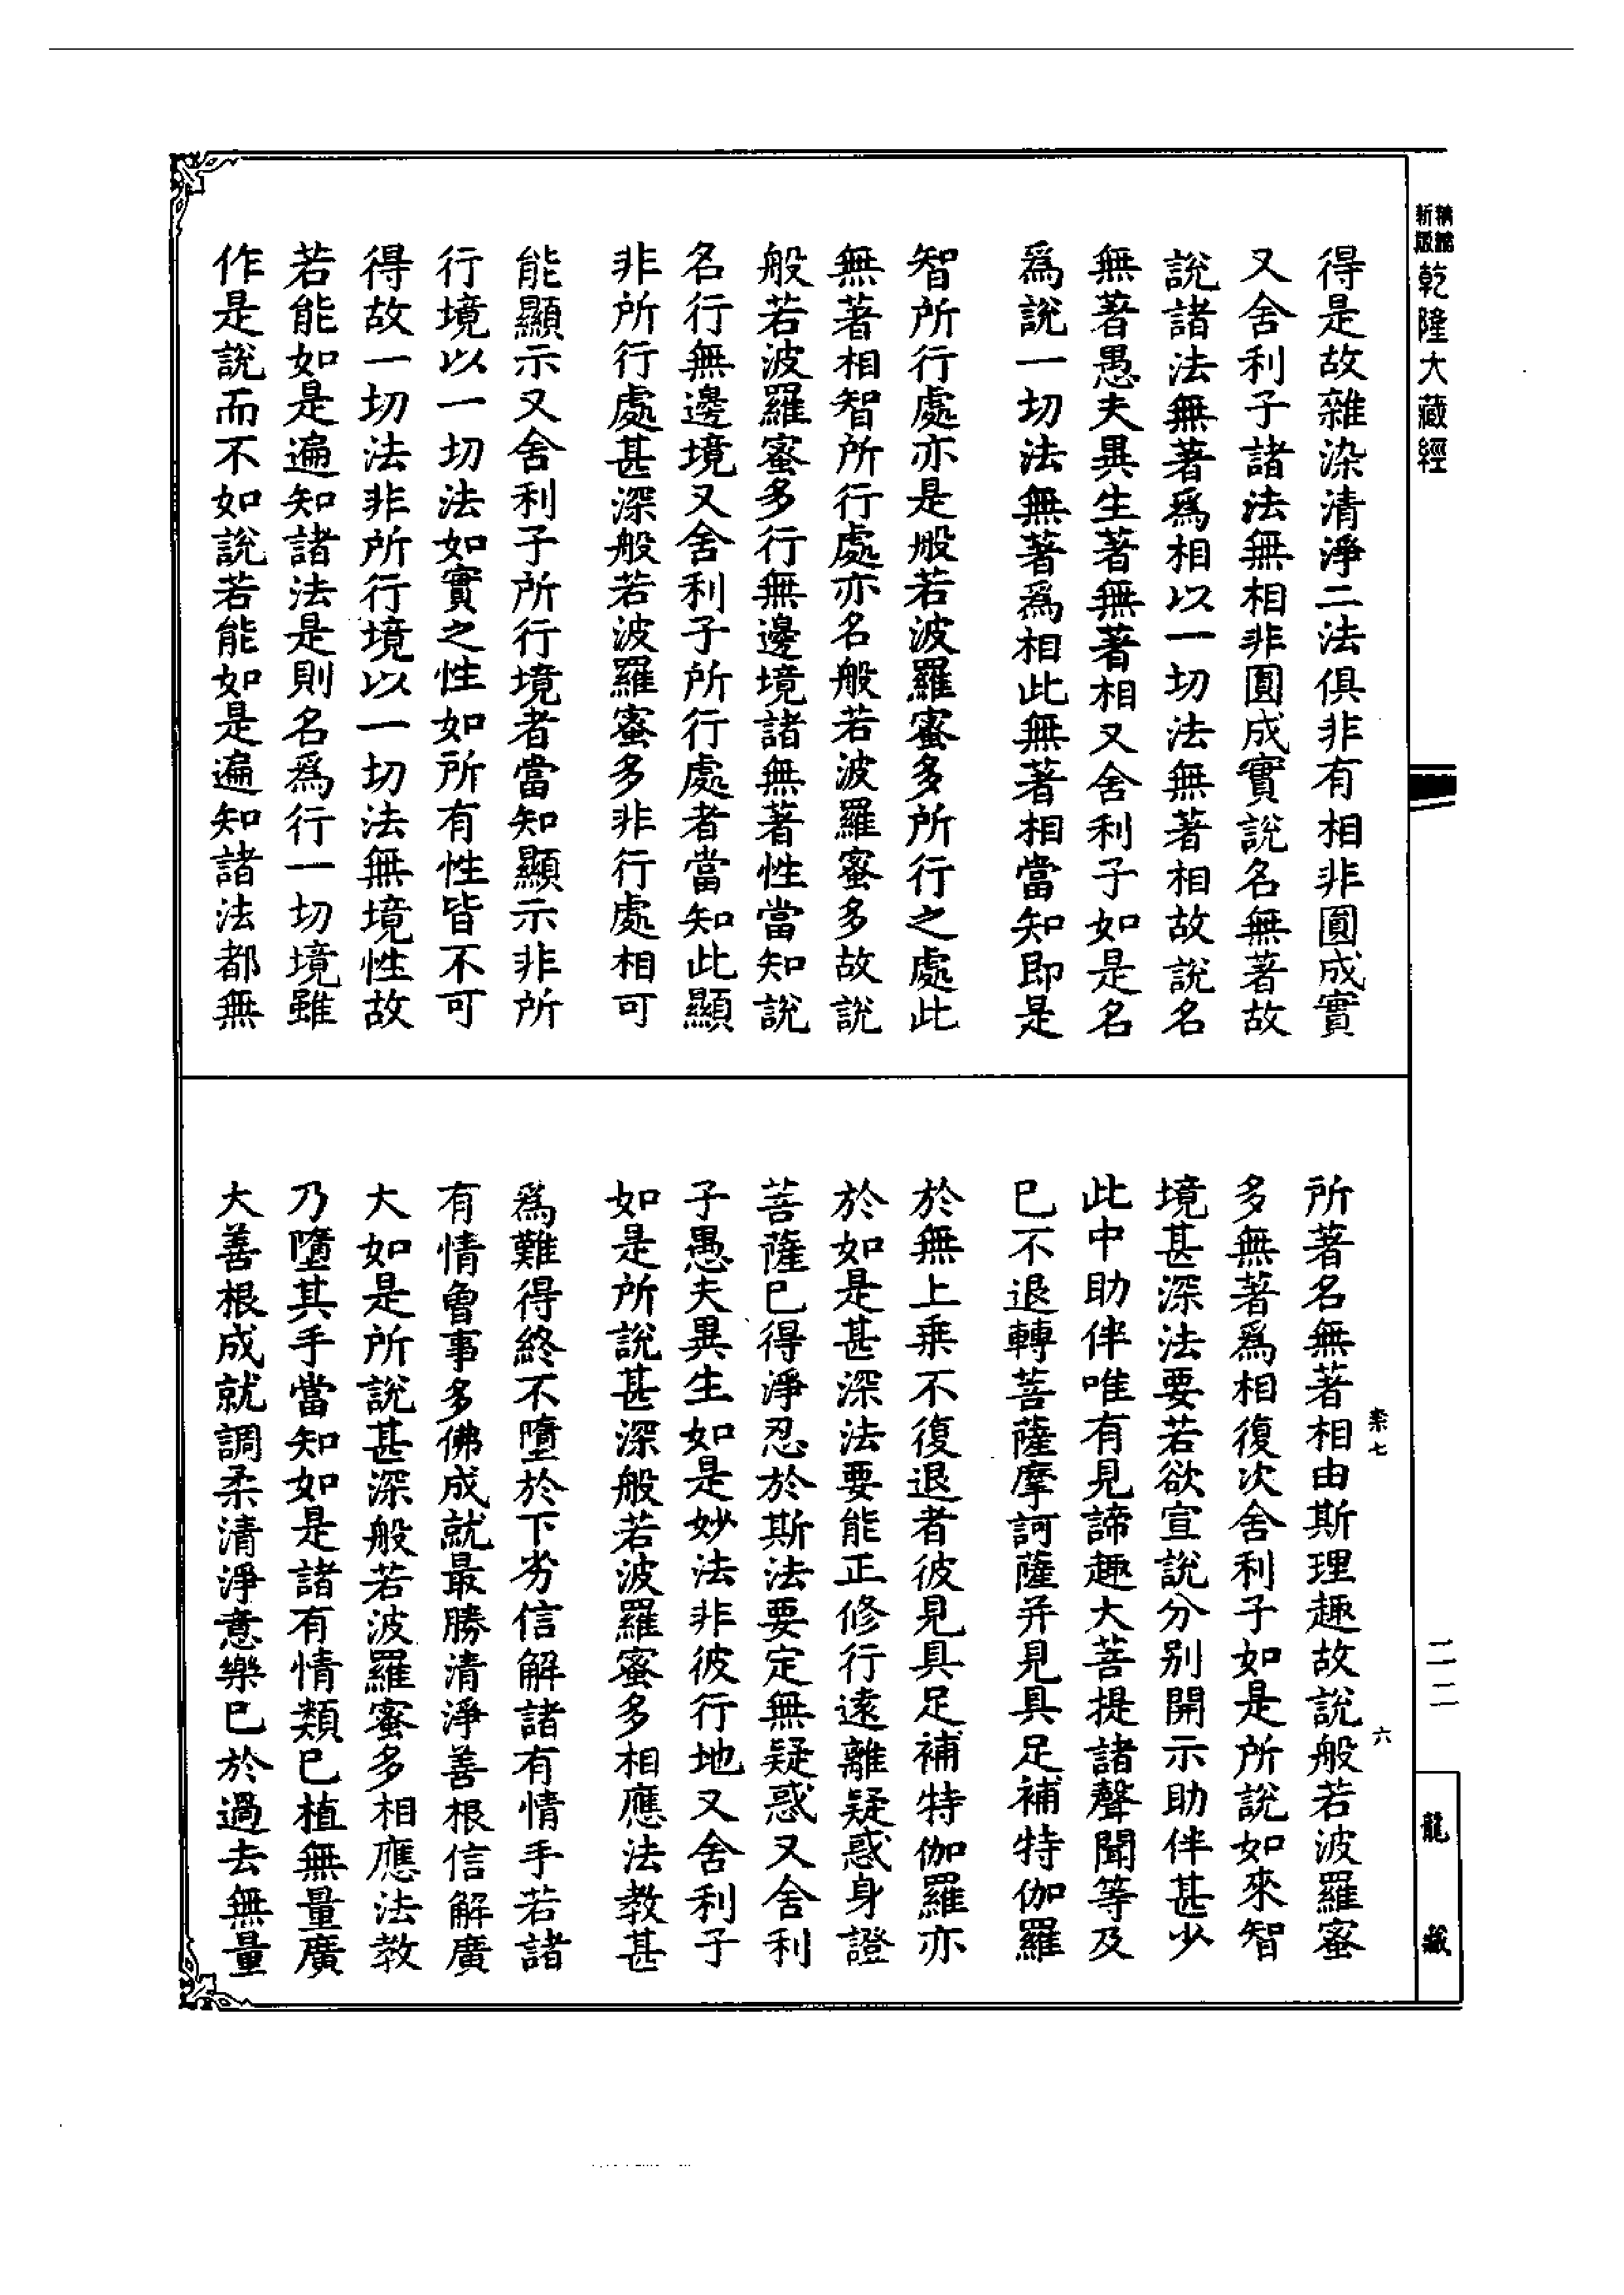 精編
新版
乾隆大藏經
得是故雜染清淨二法俱非有相非圓成實
又舍利子諸法無相非圓成實說名無著故
說諸法無著爲相以一切法無著相故說名
無著愚夫異生著無著相又舍利子如是名
爲說一切法無著爲相此無著相當知即是
智所行處亦是般若波羅蜜多所行之處此
無著相智所行處亦名般若波羅蜜多故說
般若波羅蜜多行無邊境諸無著性當知說
名行無邊境又舍利子所行處者當知此顯
非所行處甚深般若波羅蜜多非行處相可
能顯示又舍利子所行境者當知顯示非所
行境以一切法如實之性如所有性皆不可
得故一切法非所行境以一切法無境性故
若能如是遍知諸法是則名爲行一切境雖
作是說而不如說若能如是遍知諸法都無
所著名無著相由斯理趣故說般若波羅蜜
多無著爲相復次舍利子如是所說如來智
境甚深法要若欲宣說分別開示助伴甚少
此中助伴唯有見諦趣大菩提諸聲聞等及
已不退轉菩薩摩訶薩并見具足補特伽羅
於無上乘不復退者彼見具足補特伽羅亦
於如是甚深法要能正修行遠離疑惑身證
菩薩已得淨忍於斯法要定無疑惑又舍利
子愚夫異生如是妙法非彼行地又舍利子
如是所說甚深般若波羅蜜多相應法教甚
爲難得終不墮於下劣信解諸有情手若諸
有情曾事多佛成就最勝清淨善根信解廣
大如是所說甚深般若波羅蜜多相應法教
乃墮其手當知如是諸有情類已植無量廣
大善根成就調柔清淨意樂已於過去無量
柰七
六
二二
龍藏